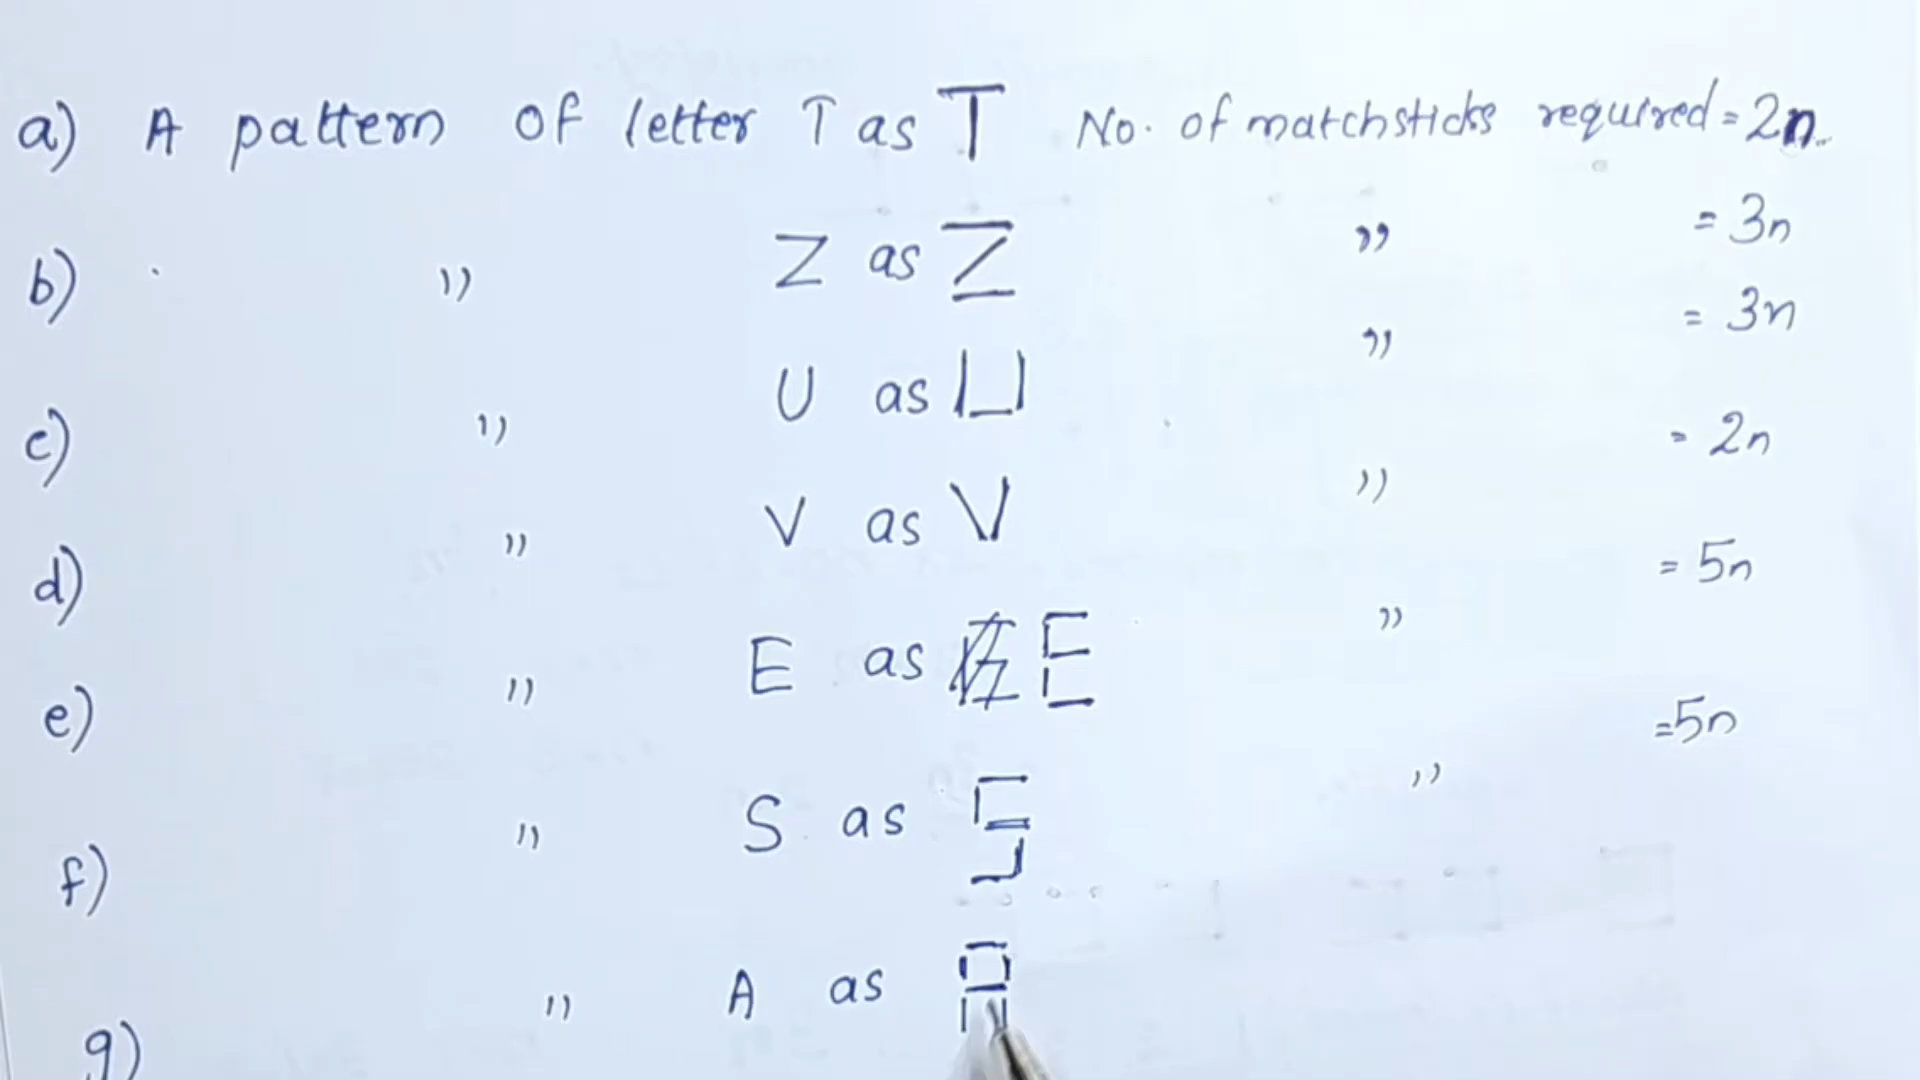 a) A pattern of letter T as T No. of matchsticks required = 2n.
b) " Z as Z " = 3n
c) " U as U " = 3n
d) " V as V " = 2n
e) " E as E " = 5n
f) " S as S " = 5n
g) " A as A